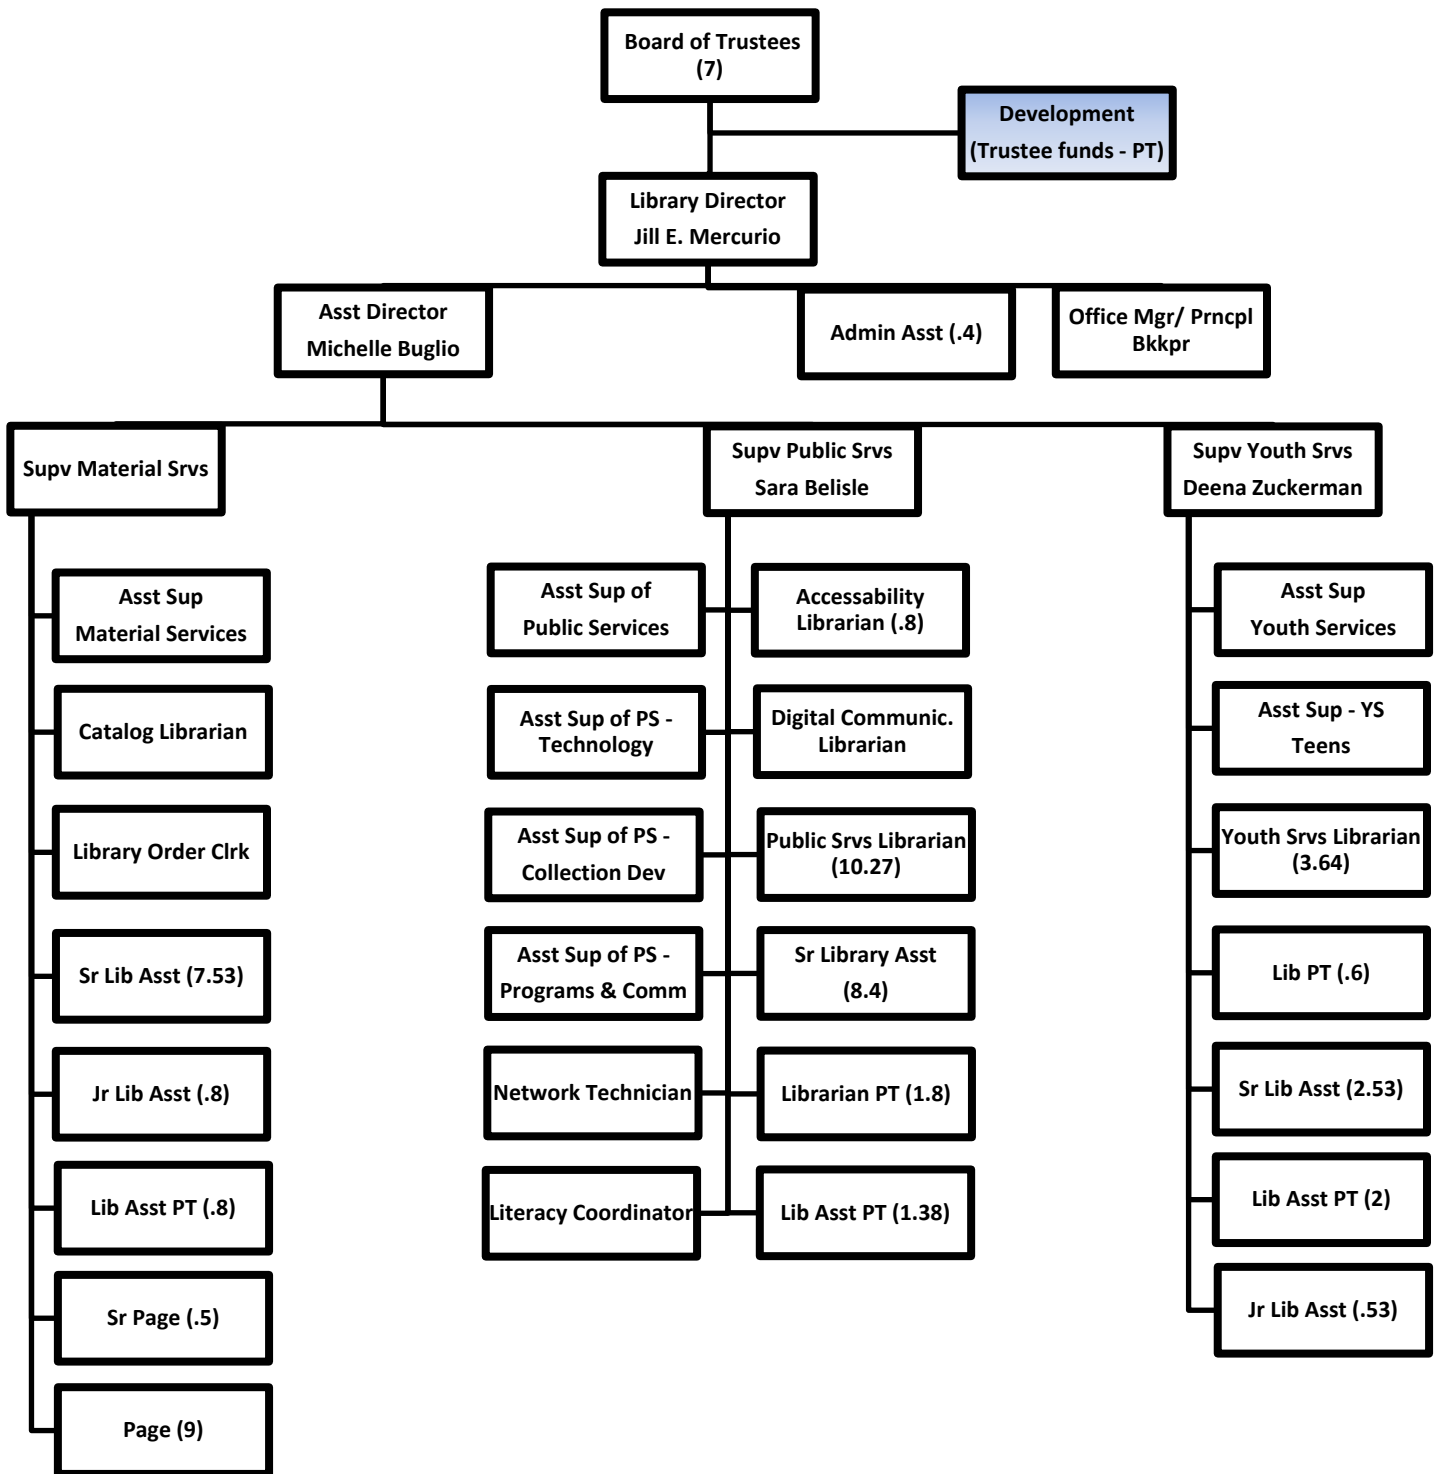 Board of Trustees
(7)
Development
(Trustee funds - PT)
Library Director
Jill E. Mercurio
Asst Director
Michelle Buglio
Admin Asst (.4)
Office Mgr/ Prncpl
Bkkpr
Supv Material Srvs
Supv Public Srvs
Sara Belisle
Supv Youth Srvs
Deena Zuckerman
Asst Sup
Material Services
Catalog Librarian
Library Order Clrk
Sr Lib Asst (7.53)
Jr Lib Asst (.8)
Lib Asst PT (.8)
Sr Page (.5)
Page (9)
Asst Sup of
Public Services
Asst Sup of PS -
Technology
Asst Sup of PS -
Collection Dev
Asst Sup of PS -
Programs & Comm
Network Technician
Literacy Coordinator
Accessability
Librarian (.8)
Digital Communic.
Librarian
Public Srvs Librarian
(10.27)
Sr Library Asst
(8.4)
Librarian PT (1.8)
Lib Asst PT (1.38)
Asst Sup
Youth Services
Asst Sup - YS
Teens
Youth Srvs Librarian
(3.64)
Lib PT (.6)
Sr Lib Asst (2.53)
Lib Asst PT (2)
Jr Lib Asst (.53)